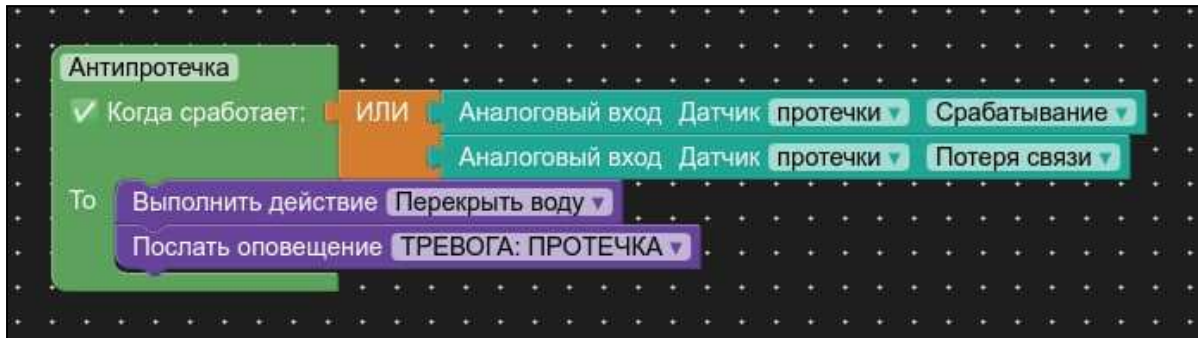 Антипротечка
Когда сработает: ИЛИ Аналоговый вход Датчик протечки Срабатывание
Аналоговый вход Датчик протечки Потеря связи
То Выполнить действие Перекрыть воду
Послать оповещение ТРЕВОГА: ПРОТЕЧКА